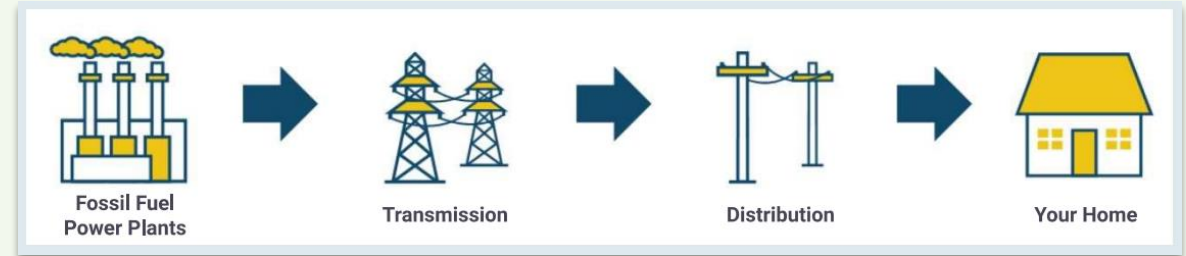 Fossil Fuel
Power Plants
Transmission
Distribution
Your Home